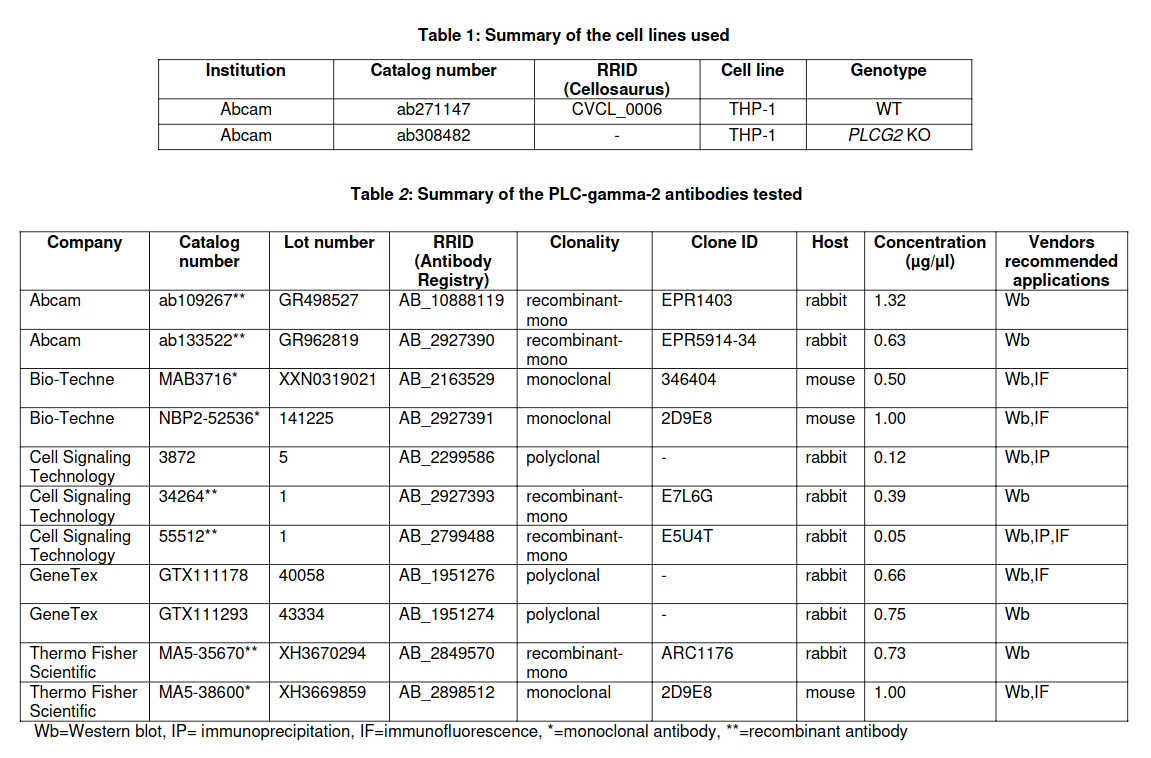 Table 1: Summary of the cell lines used
Institution Catalog number RRID (Cellosaurus) Cell line Genotype
Abcam ab271147 CVCL_0006 THP-1 WT
Abcam ab308482 - THP-1 PLCG2 KO
Table 2: Summary of the PLC-gamma-2 antibodies tested
Company Catalog number Lot number RRID (Antibody Registry) Clonality Clone ID Host Concentration (µg/µl) Vendors recommended applications
Abcam ab109267** GR498527 AB_10888119 recombinant-mono EPR1403 rabbit 1.32 Wb
Abcam ab133522** GR962819 AB_2927390 recombinant-mono EPR5914-34 rabbit 0.63 Wb
Bio-Techne MAB3716* XXN0319021 AB_2163529 monoclonal 346404 mouse 0.50 Wb,IF
Bio-Techne NBP2-52536* 141225 AB_2927391 monoclonal 2D9E8 mouse 1.00 Wb,IF
Cell Signaling Technology 3872 5 AB_2299586 polyclonal - rabbit 0.12 Wb,IP
Cell Signaling Technology 34264** 1 AB_2927393 recombinant-mono E7L6G rabbit 0.39 Wb
Cell Signaling Technology 55512** 1 AB_2799488 recombinant-mono E5U4T rabbit 0.05 Wb,IP,IF
GeneTex GTX111178 40058 AB_1951276 polyclonal - rabbit 0.66 Wb,IF
GeneTex GTX111293 43334 AB_1951274 polyclonal - rabbit 0.75 Wb
Thermo Fisher Scientific MA5-35670** XH3670294 AB_2849570 recombinant-mono ARC1176 rabbit 0.73 Wb
Thermo Fisher Scientific MA5-38600* XH3669859 AB_2898512 monoclonal 2D9E8 mouse 1.00 Wb,IF
Wb=Western blot, IP= immunoprecipitation, IF=immunofluorescence, *=monoclonal antibody, **=recombinant antibody